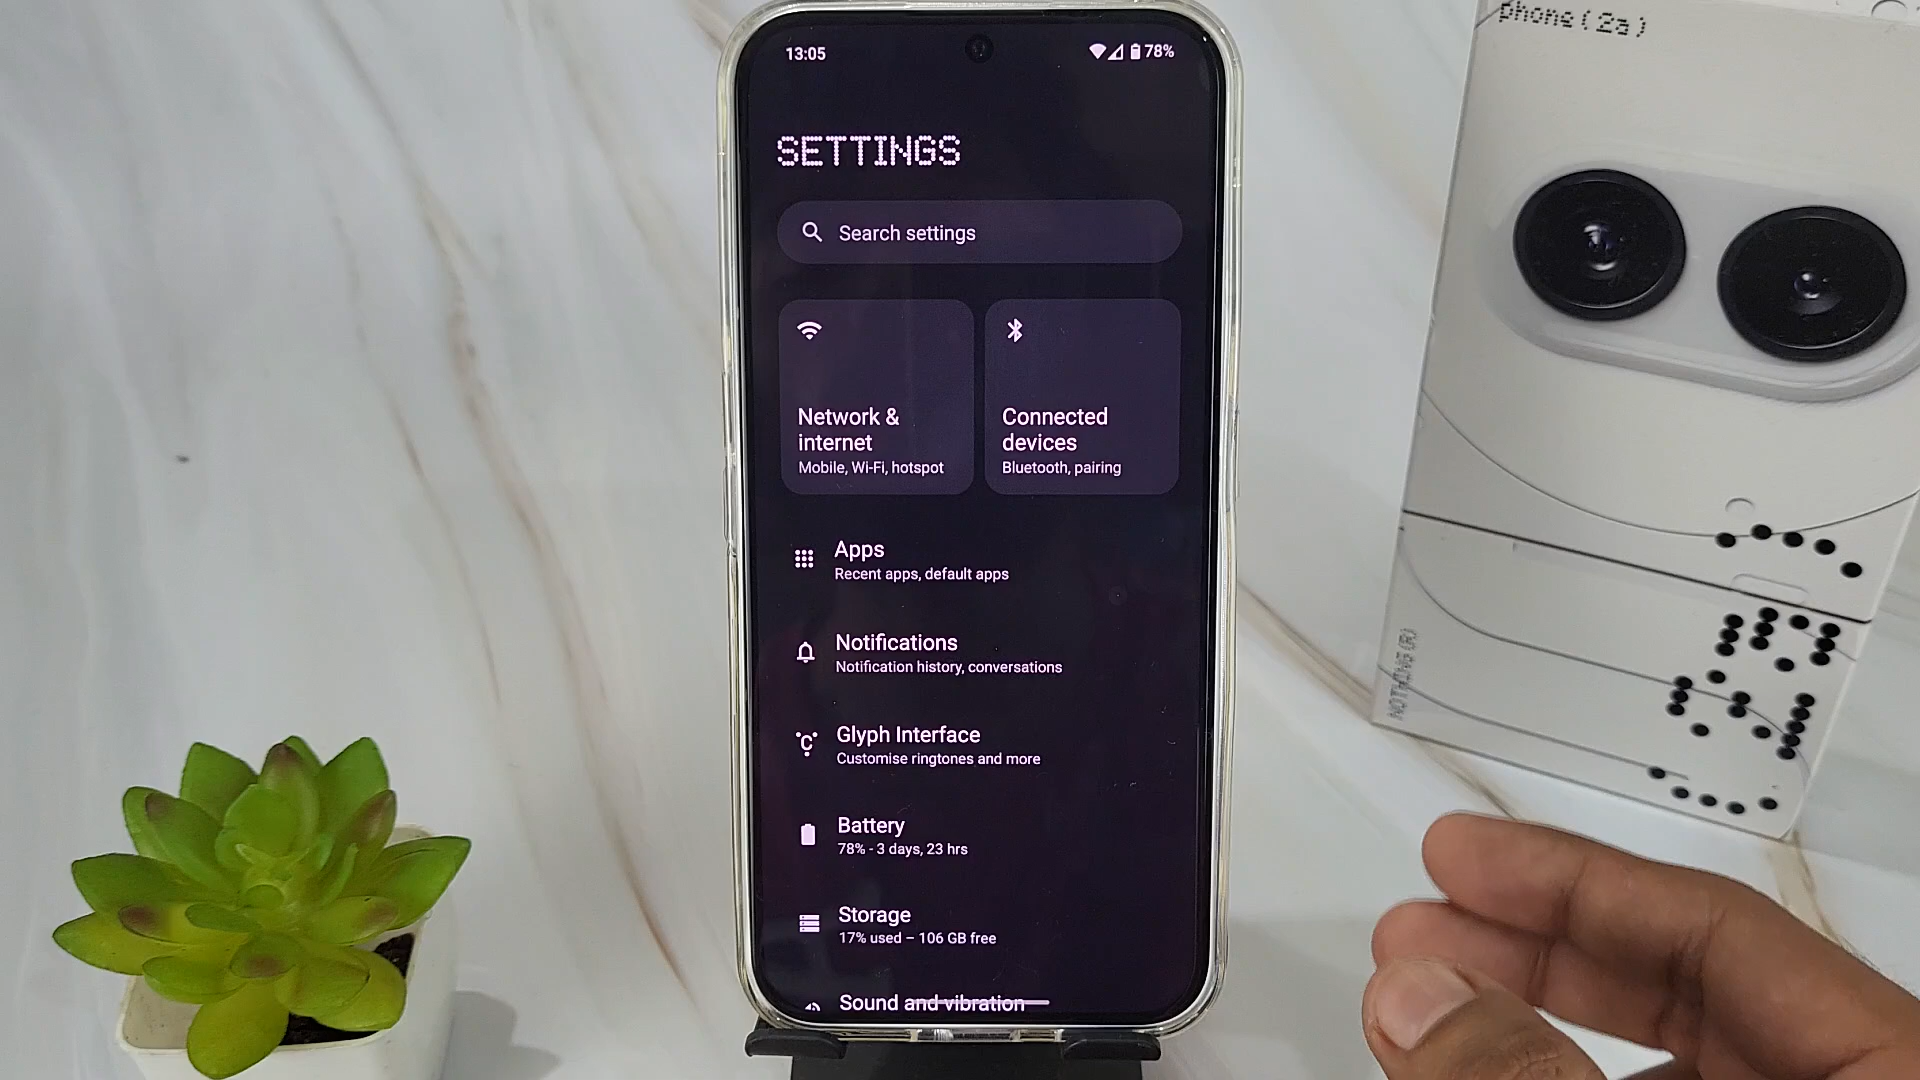 phone (2a)
13:05
78%
SETTINGS
Search settings
Network &
internet
Mobile, Wi-Fi, hotspot
Connected
devices
Bluetooth, pairing
Apps
Recent apps, default apps
Notifications
Notification history, conversations
Glyph Interface
Customise ringtones and more
Battery
78% - 3 days, 23 hrs
Storage
17% used – 106 GB free
Sound and vibration
NOTHING (R)